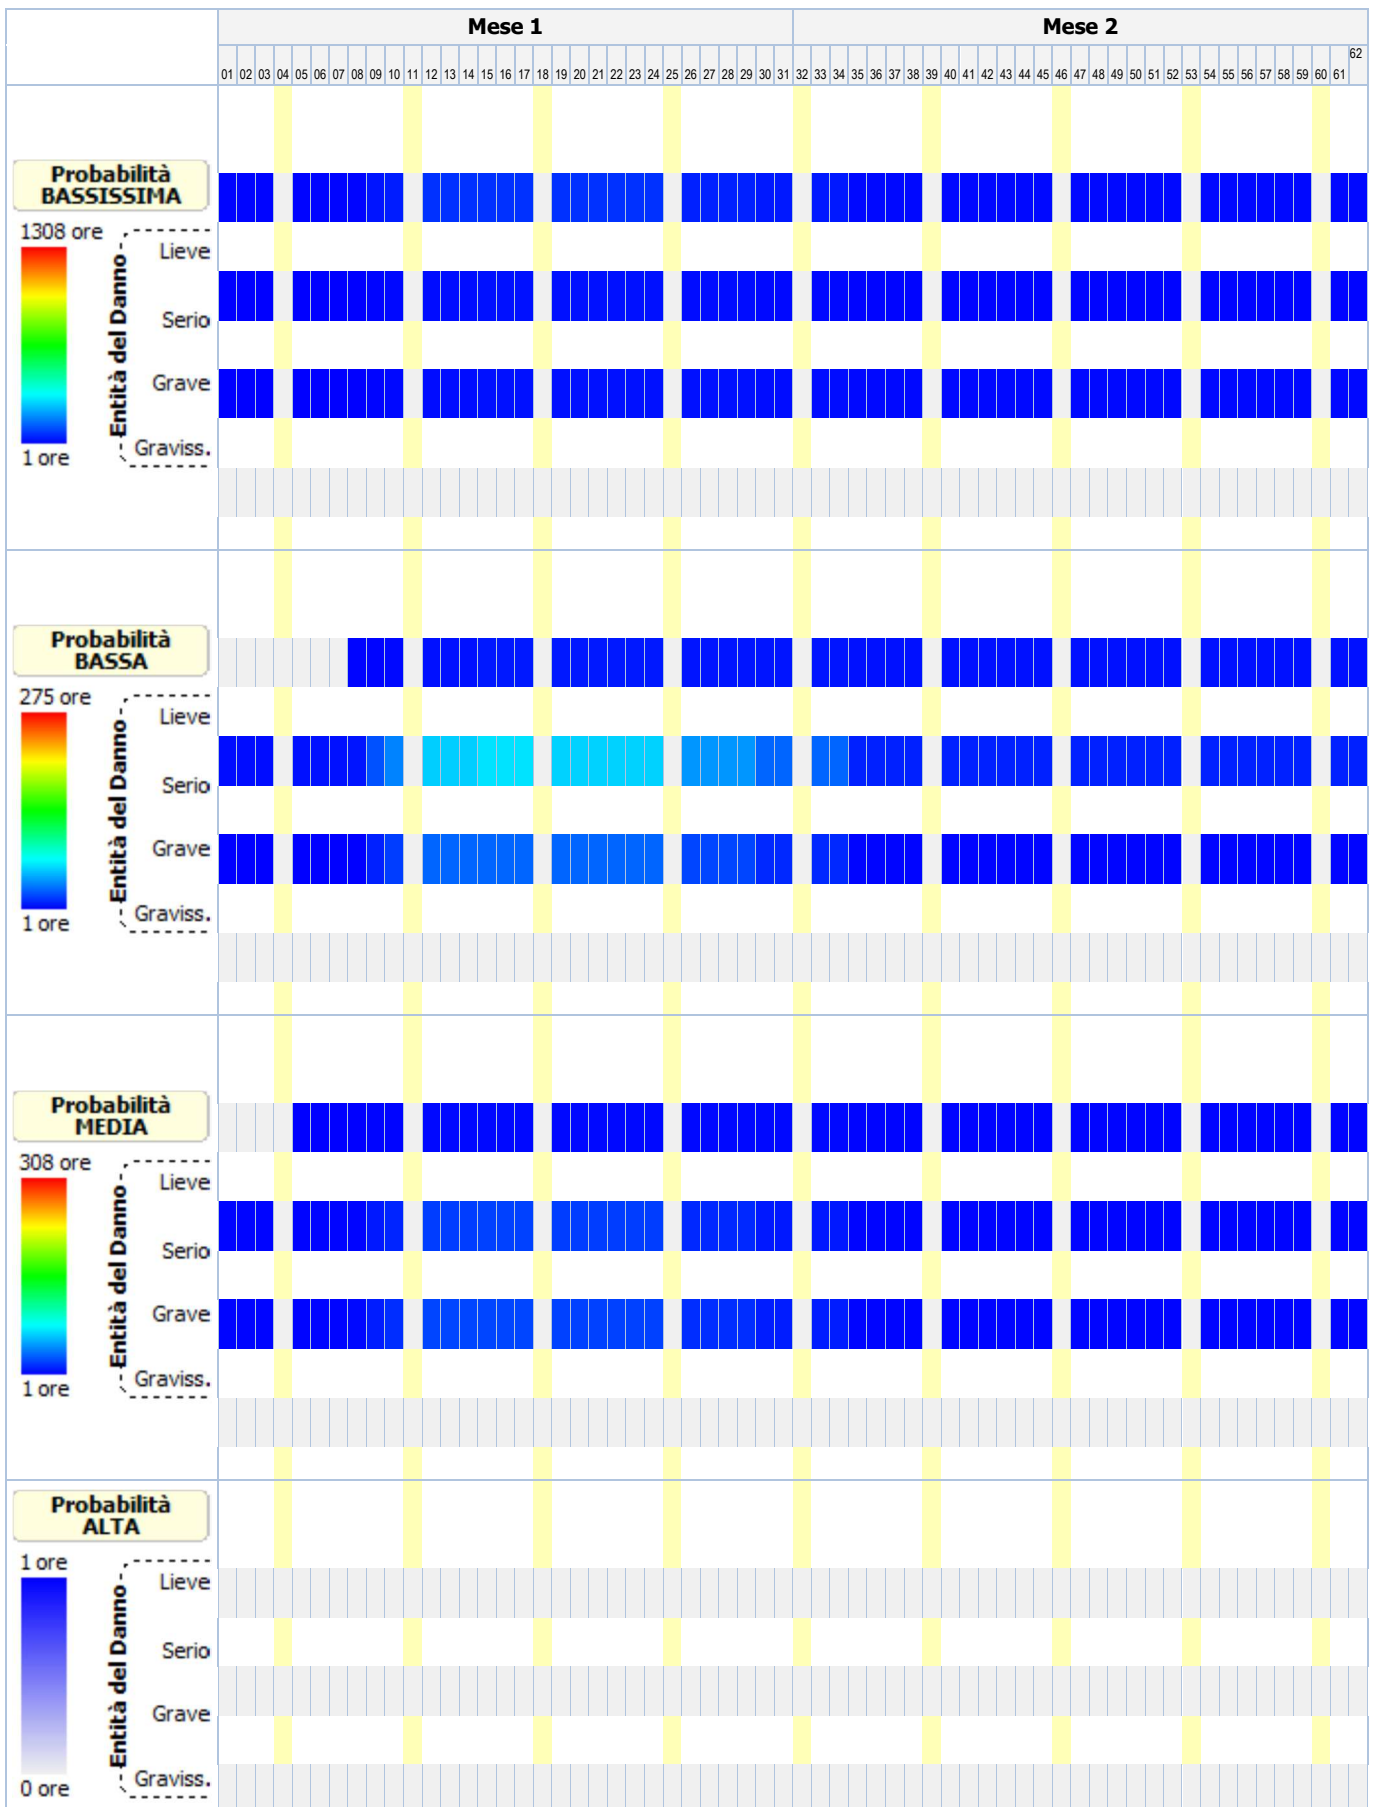 Mese 1 Mese 2
01 02 03 04 05 06 07 08 09 10 11 12 13 14 15 16 17 18 19 20 21 22 23 24 25 26 27 28 29 30 31 32 33 34 35 36 37 38 39 40 41 42 43 44 45 46 47 48 49 50 51 52 53 54 55 56 57 58 59 60 61 62
Probabilità
BASSISSIMA
1308 ore
1 ore
Entità del Danno
Lieve
Serio
Grave
Graviss.
Probabilità
BASSA
275 ore
1 ore
Entità del Danno
Lieve
Serio
Grave
Graviss.
Probabilità
MEDIA
308 ore
1 ore
Entità del Danno
Lieve
Serio
Grave
Graviss.
Probabilità
ALTA
1 ore
0 ore
Entità del Danno
Lieve
Serio
Grave
Graviss.